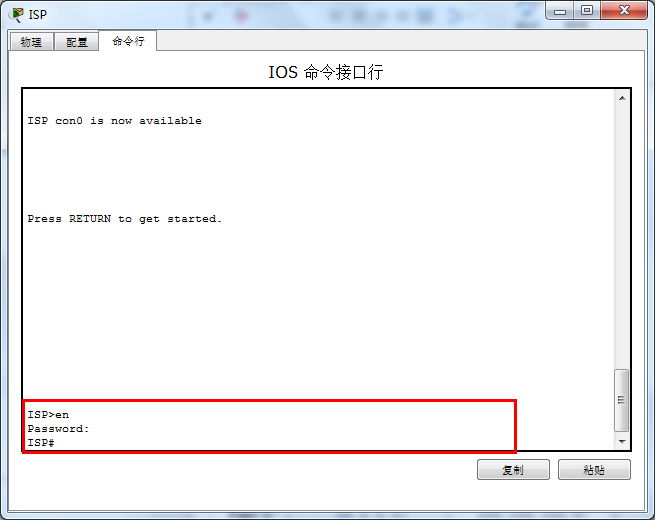 ISP
物理 配置 命令行
IOS 命令接口行
ISP con0 is now available
Press RETURN to get started.
ISP>en
Password:
ISP#
复制 粘贴